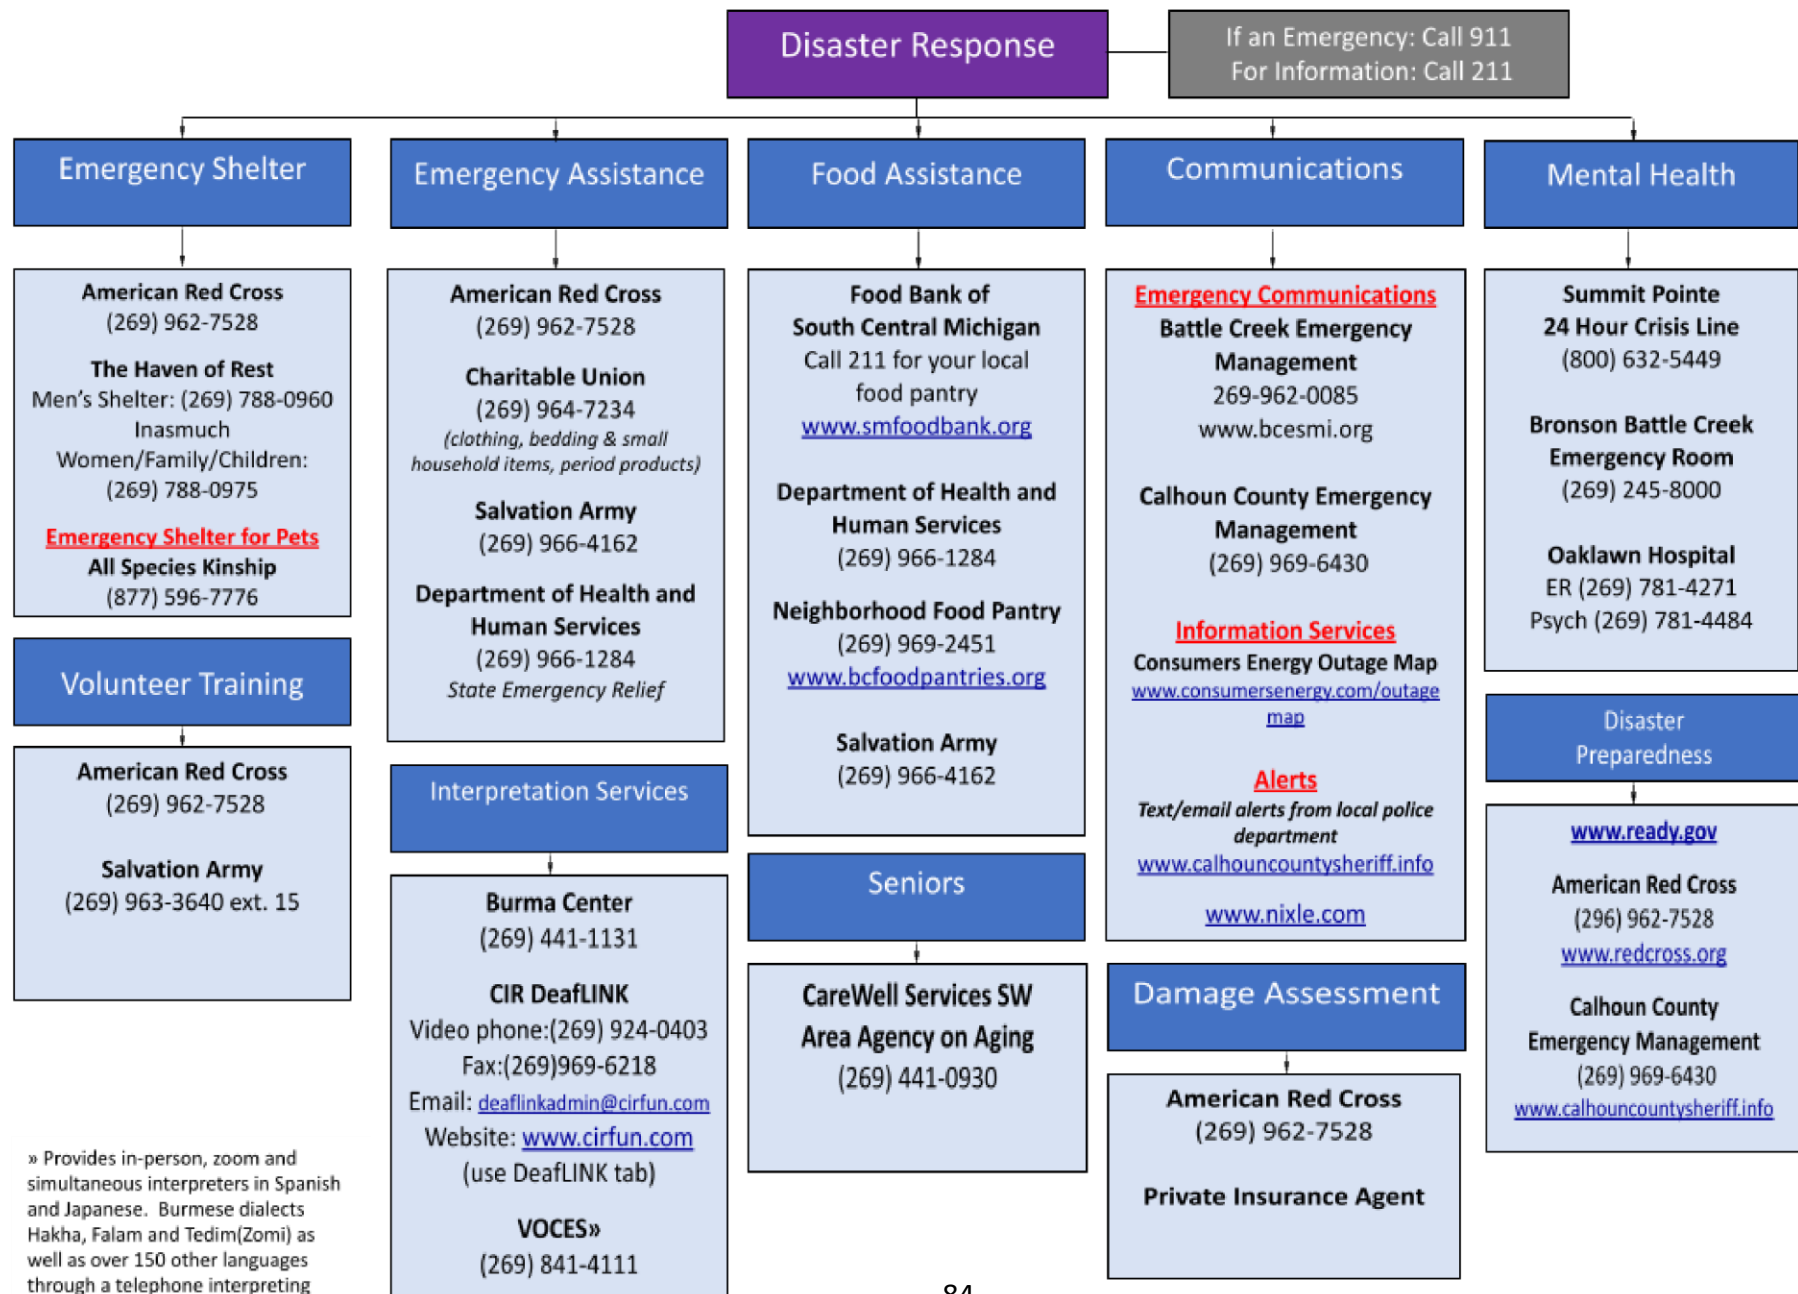 Disaster Response
If an Emergency: Call 911
For Information: Call 211
Emergency Shelter
American Red Cross
(269) 962-7528
The Haven of Rest
Men’s Shelter: (269) 788-0960
Inasmuch
Women/Family/Children:
(269) 788-0975
Emergency Shelter for Pets
All Species Kinship
(877) 596-7776
Volunteer Training
American Red Cross
(269) 962-7528
Salvation Army
(269) 963-3640 ext. 15
» Provides in-person, zoom and
simultaneous interpreters in Spanish
and Japanese. Burmese dialects
Hakha, Falam and Tedim(Zomi) as
well as over 150 other languages
through a telephone interpreting
Emergency Assistance
American Red Cross
(269) 962-7528
Charitable Union
(269) 964-7234
(clothing, bedding & small
household items, period products)
Salvation Army
(269) 966-4162
Department of Health and
Human Services
(269) 966-1284
State Emergency Relief
Interpretation Services
Burma Center
(269) 441-1131
CIR DeafLINK
Video phone:(269) 924-0403
Fax:(269)969-6218
Email: deaflinkadmin@cirfun.com
Website: www.cirfun.com
(use DeafLINK tab)
VOCES»
(269) 841-4111
Food Assistance
Food Bank of
South Central Michigan
Call 211 for your local
food pantry
www.smfoodbank.org
Department of Health and
Human Services
(269) 966-1284
Neighborhood Food Pantry
(269) 969-2451
www.bcfoodpantries.org
Salvation Army
(269) 966-4162
Seniors
CareWell Services SW
Area Agency on Aging
(269) 441-0930
84
Communications
Emergency Communications
Battle Creek Emergency
Management
269-962-0085
www.bcesmi.org
Calhoun County Emergency
Management
(269) 969-6430
Information Services
Consumers Energy Outage Map
www.consumersenergy.com/outage
map
Alerts
Text/email alerts from local police
department
www.calhouncountysheriff.info
www.nixle.com
Damage Assessment
American Red Cross
(269) 962-7528
Private Insurance Agent
Mental Health
Summit Pointe
24 Hour Crisis Line
(800) 632-5449
Bronson Battle Creek
Emergency Room
(269) 245-8000
Oaklawn Hospital
ER (269) 781-4271
Psych (269) 781-4484
Disaster
Preparedness
www.ready.gov
American Red Cross
(296) 962-7528
www.redcross.org
Calhoun County
Emergency Management
(269) 969-6430
www.calhouncountysheriff.info